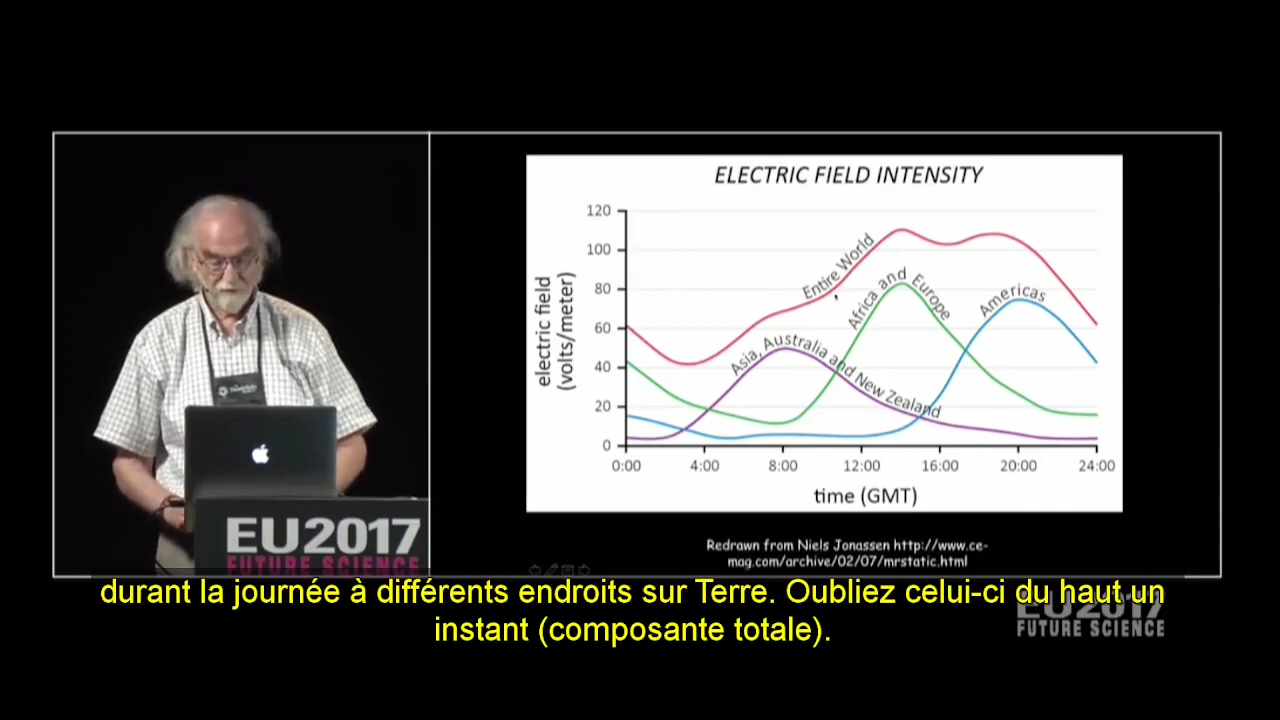 ELECTRIC FIELD INTENSITY
120
100
80
60
40
20
0
electric field
(volts/meter)
Entire World
Africa and Europe
Americas
Asia, Australia and New Zealand
0:00 4:00 8:00 12:00 16:00 20:00 24:00
time (GMT)
Redrawn from Niels Jonassen http://www.ce-
mag.com/archive/02/07/mrstatic.html
EU2017
FUTURE SCIENCE
durant la journée à différents endroits sur Terre. Oubliez celui-ci du haut un
instant (composante totale).
EU2017
FUTURE SCIENCE